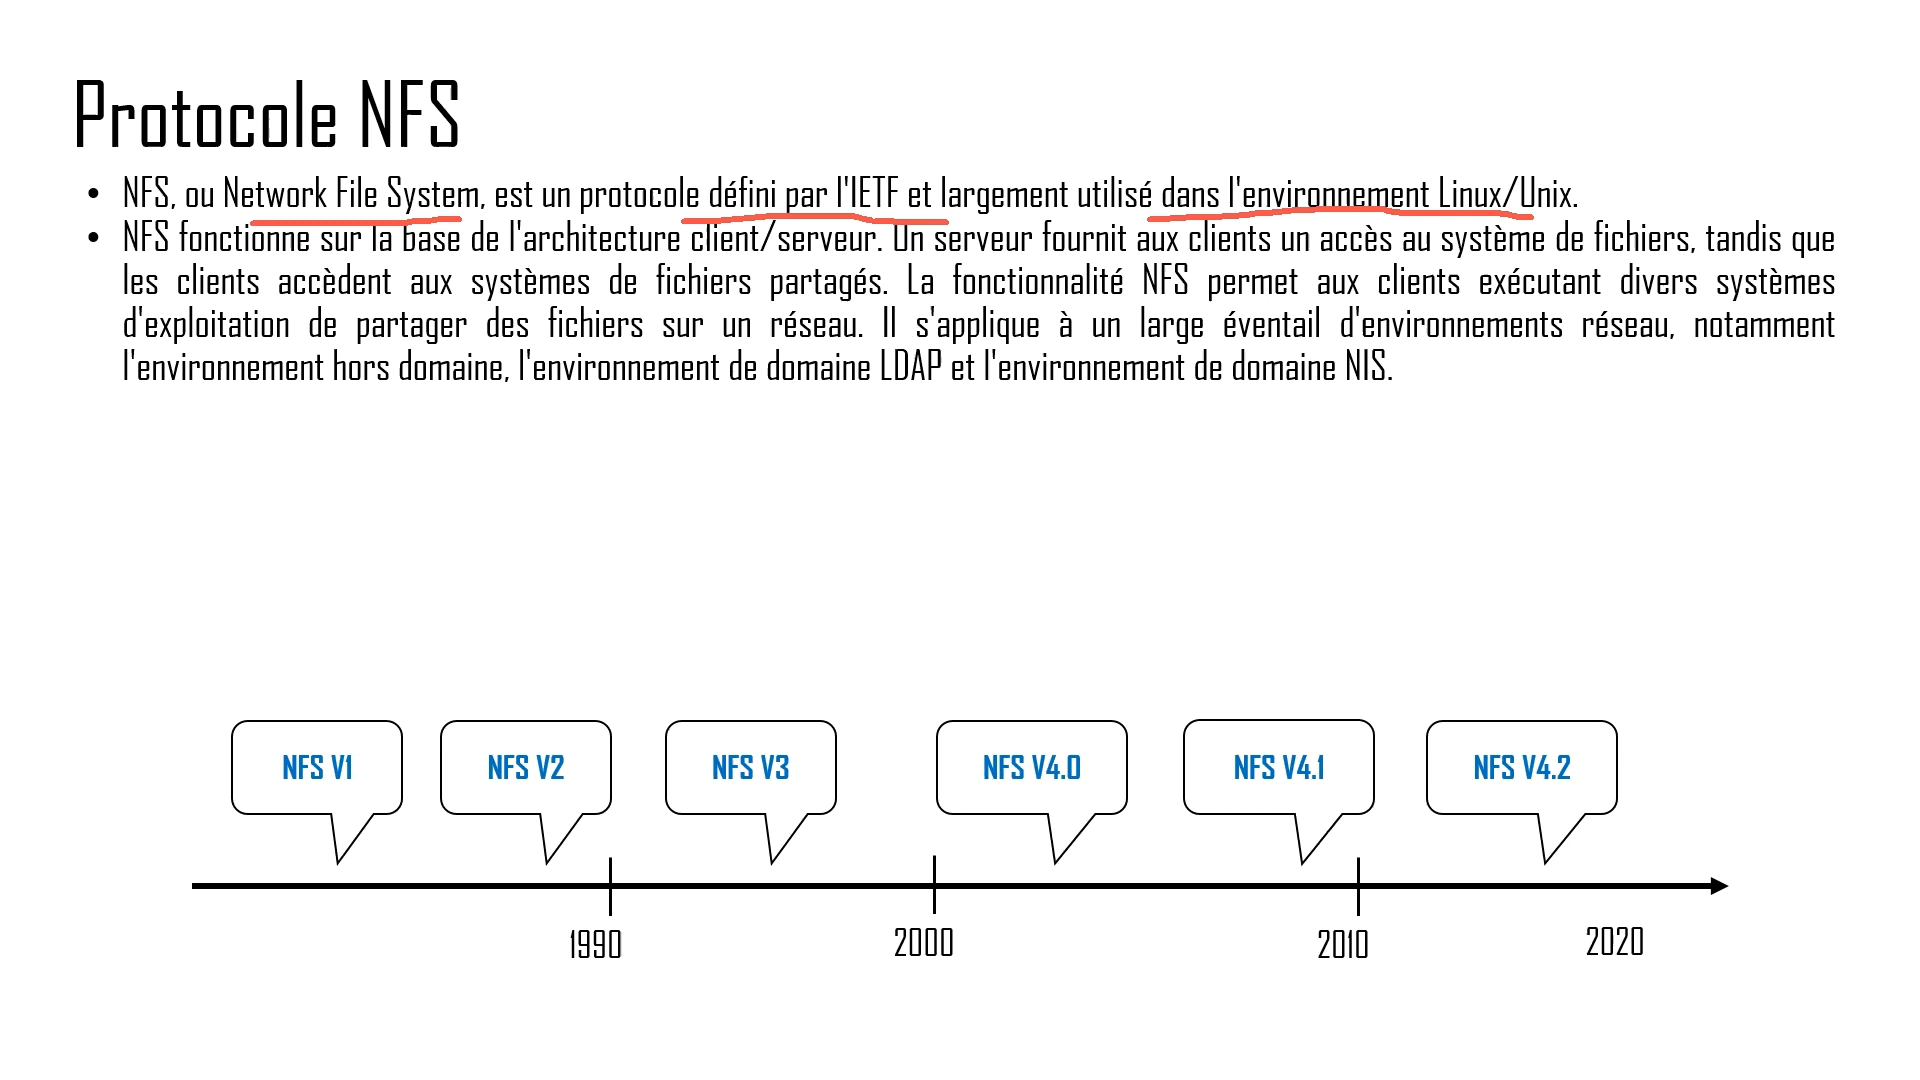 Protocole NFS
• NFS, ou Network File System, est un protocole défini par l'IETF et largement utilisé dans l'environnement Linux/Unix.
• NFS fonctionne sur la base de l'architecture client/serveur. Un serveur fournit aux clients un accès au système de fichiers, tandis que
les clients accèdent aux systèmes de fichiers partagés. La fonctionnalité NFS permet aux clients exécutant divers systèmes
d'exploitation de partager des fichiers sur un réseau. Il s'applique à un large éventail d'environnements réseau, notamment
l'environnement hors domaine, l'environnement de domaine LDAP et l'environnement de domaine NIS.
NFS V1
NFS V2
NFS V3
NFS V4.0
NFS V4.1
NFS V4.2
1990
2000
2010
2020